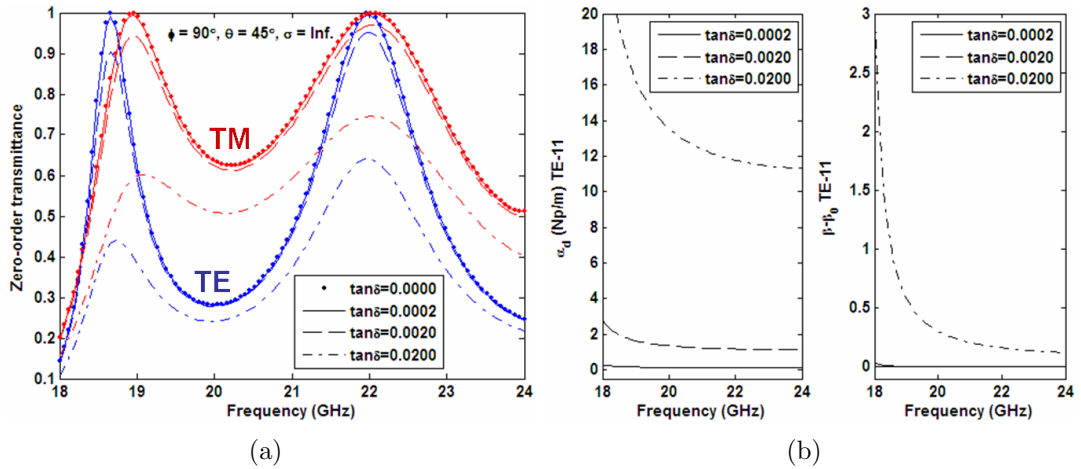 ϕ = 90°, θ = 45°, σ = Inf.
Zero-order transmittance
1
0.9
0.8
0.7
0.6
0.5
0.4
0.3
0.2
0.1
TM
TE
tanδ=0.0000
tanδ=0.0002
tanδ=0.0020
tanδ=0.0200
18 19 20 21 22 23 24
Frequency (GHz)
(a)
α_d (Np/m) TE-11
20
18
16
14
12
10
8
6
4
2
0
tanδ=0.0002
tanδ=0.0020
tanδ=0.0200
18 20 22 24
Frequency (GHz)
β-β₀ TE-11
3
2.5
2
1.5
1
0.5
0
tanδ=0.0002
tanδ=0.0020
tanδ=0.0200
18 20 22 24
Frequency (GHz)
(b)